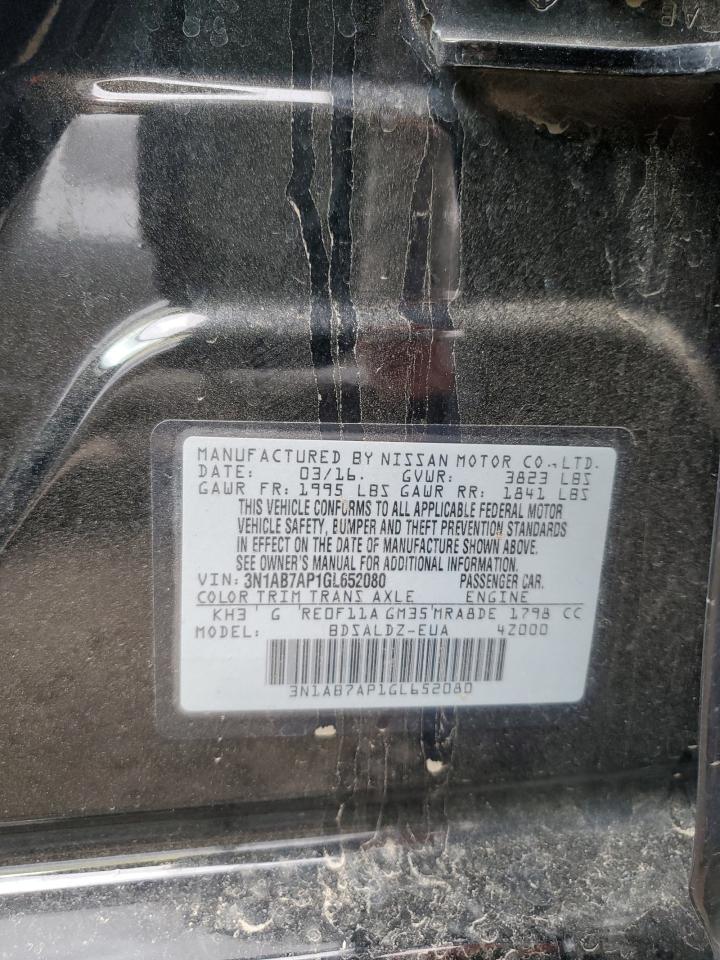 MANUFACTURED BY NISSAN MOTOR CO., LTD.
DATE: 03/16. GVWR: 3823 LBS
GAWR FR: 1995 LBS GAWR RR: 1841 LBS
THIS VEHICLE CONFORMS TO ALL APPLICABLE FEDERAL MOTOR
VEHICLE SAFETY, BUMPER AND THEFT PREVENTION STANDARDS
IN EFFECT ON THE DATE OF MANUFACTURE SHOWN ABOVE.
SEE OWNER'S MANUAL FOR ADDITIONAL INFORMATION.
VIN: 3N1AB7AP1GL652080 PASSENGER CAR.
COLOR TRIM TRANS AXLE ENGINE
KH3 G RE0F11A GM35 MRA8DE 1798 CC
MODEL: BDSALDZ-EUA 42000
3N1AB7AP1GL652080